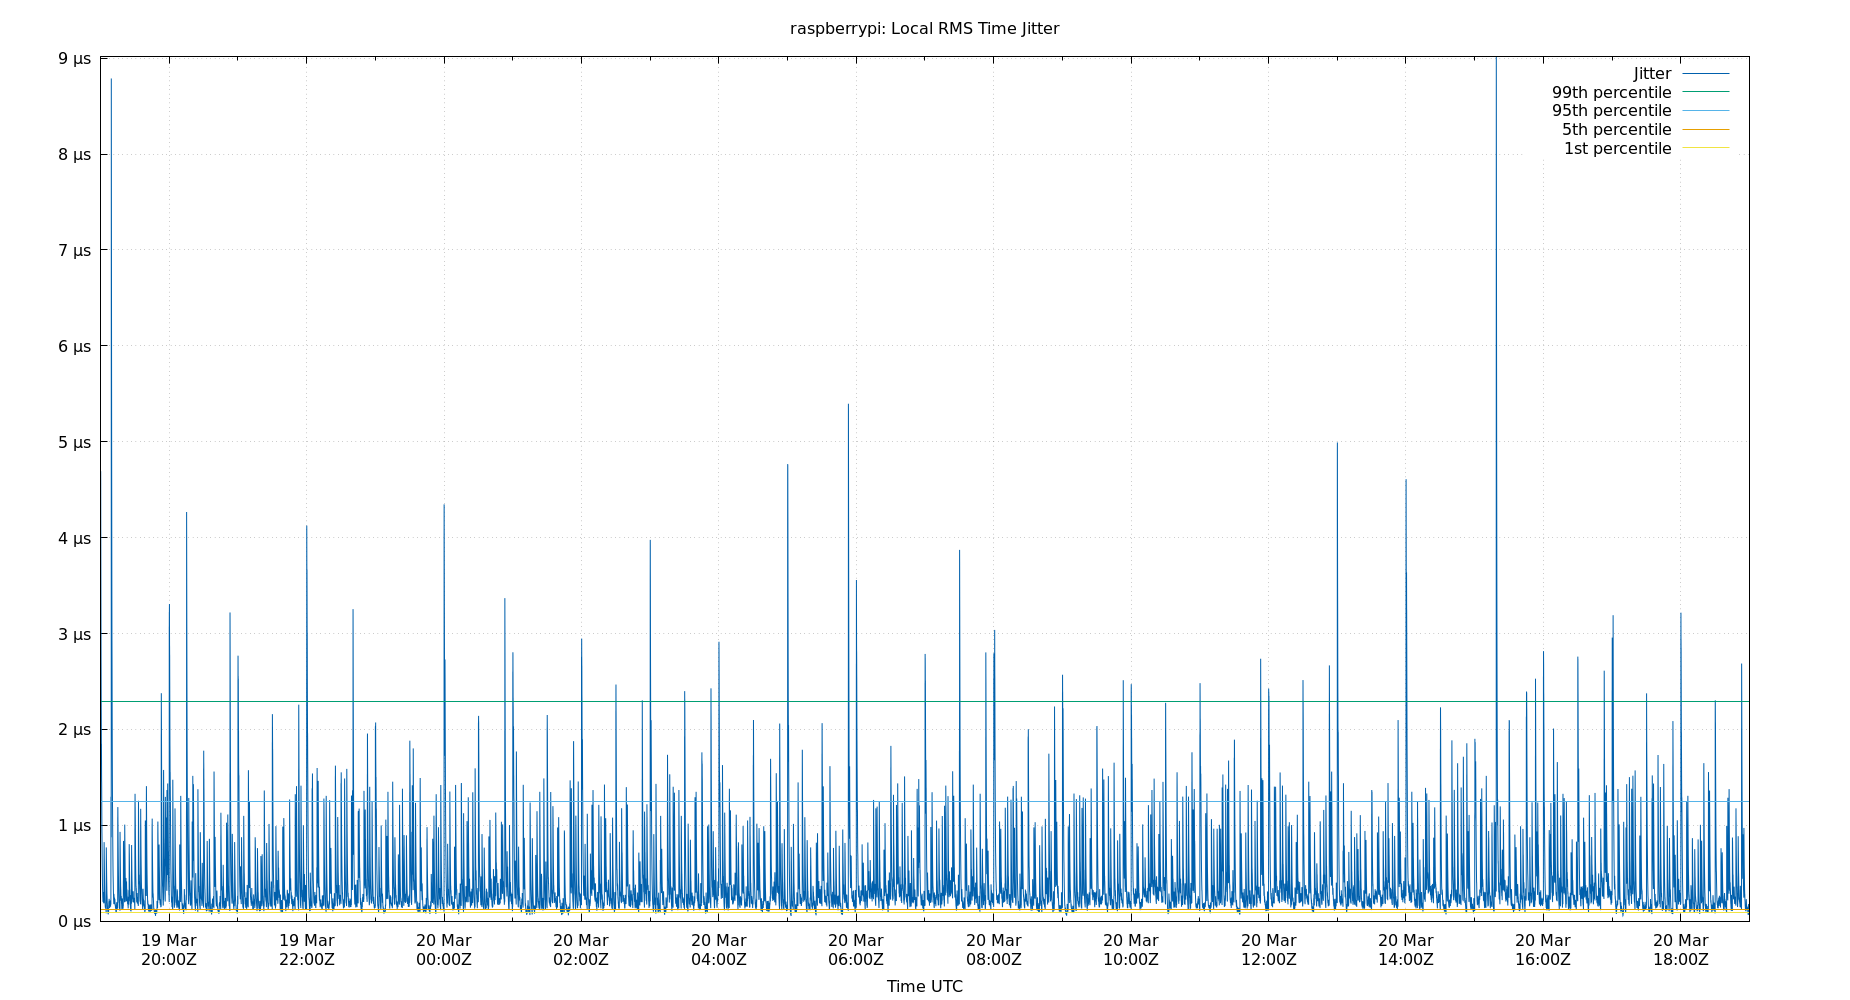 raspberrypi: Local RMS Time Jitter
9 µs
8 µs
7 µs
6 µs
5 µs
4 µs
3 µs
2 µs
1 µs
0 µs
Jitter
99th percentile
95th percentile
5th percentile
1st percentile
19 Mar
20:00Z
19 Mar
22:00Z
20 Mar
00:00Z
20 Mar
02:00Z
20 Mar
04:00Z
20 Mar
06:00Z
20 Mar
08:00Z
20 Mar
10:00Z
20 Mar
12:00Z
20 Mar
14:00Z
20 Mar
16:00Z
20 Mar
18:00Z
Time UTC